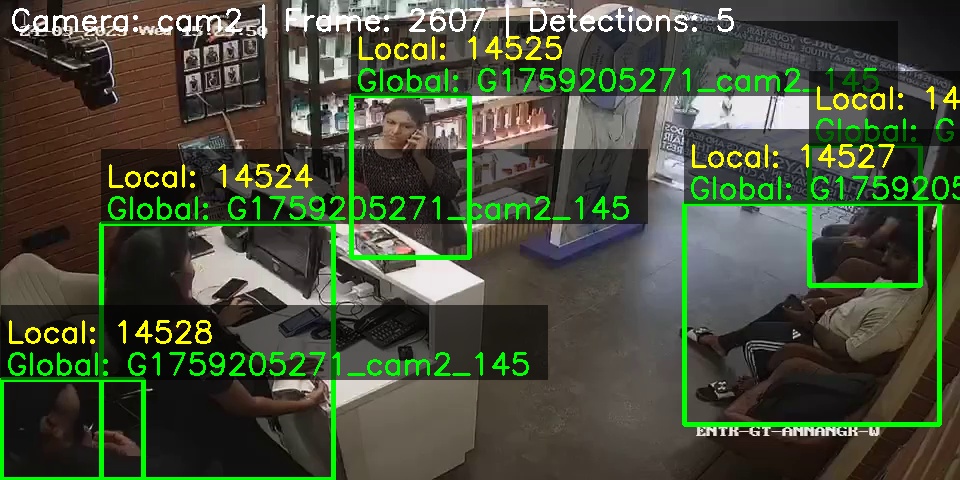 Camera: cam2 | Frame: 2607 | Detections: 5
Local: 14525
Global: G1759205271_cam2_145
Local: 14
Global: G
Local: 14527
Global: G1759205
Local: 14524
Global: G1759205271_cam2_145
Local: 14528
Global: G1759205271_cam2_145
ENTR-GT-ANNANGR-W